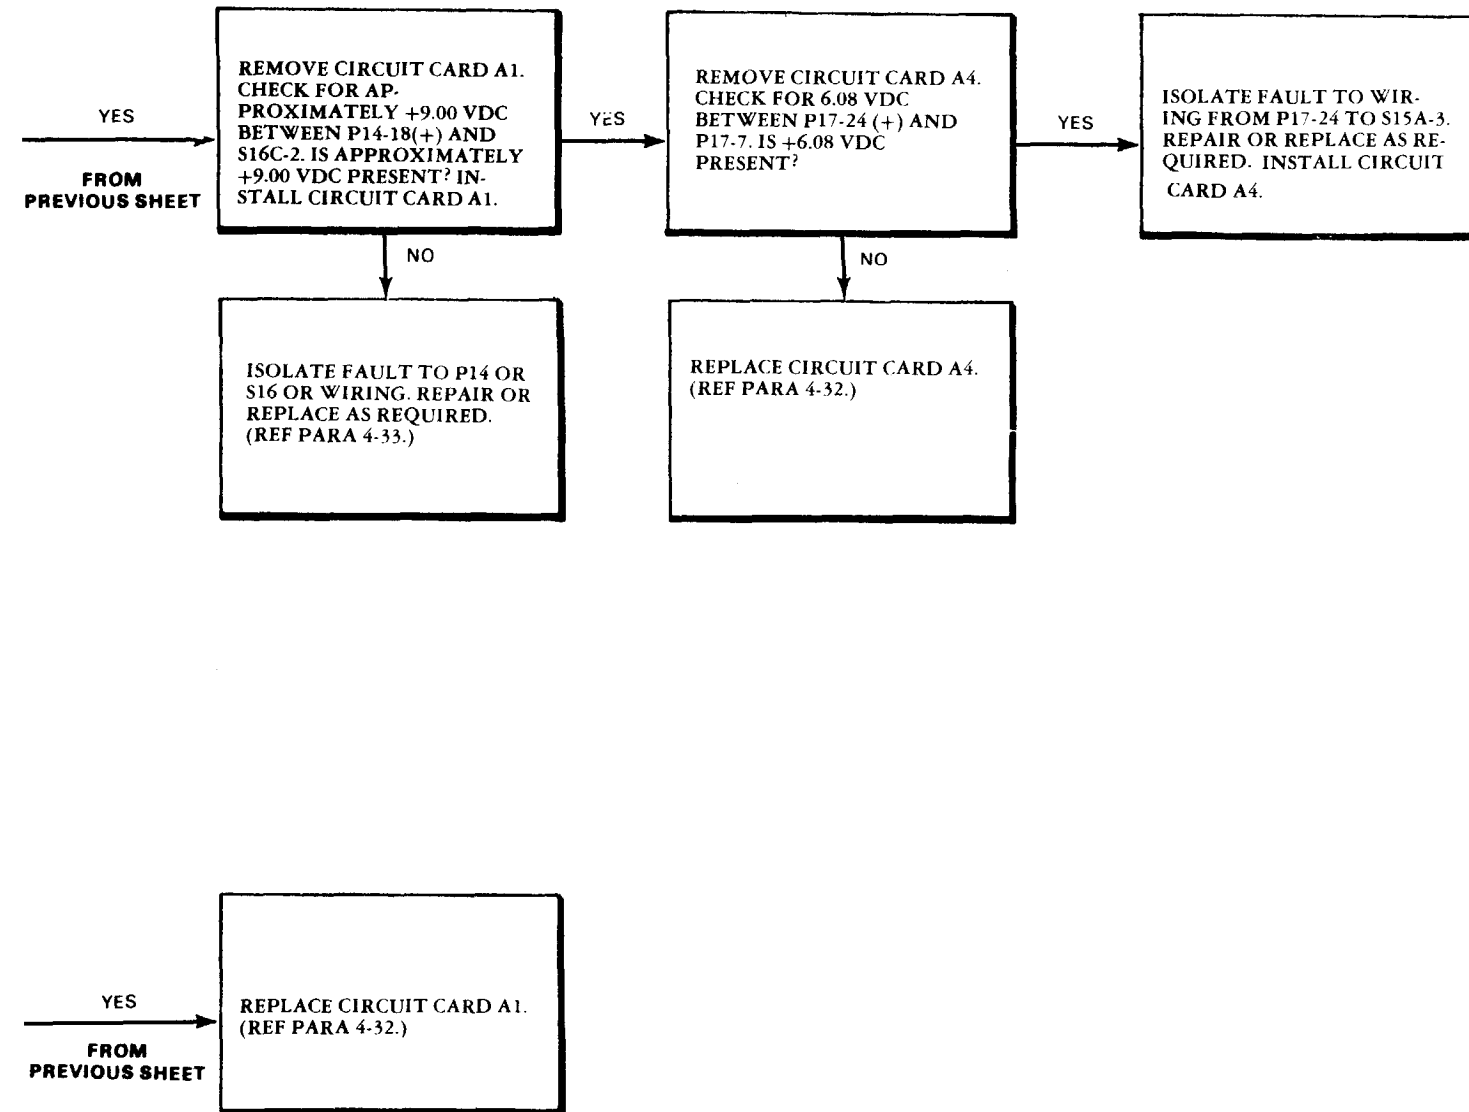 YES
FROM
PREVIOUS SHEET
REMOVE CIRCUIT CARD A1.
CHECK FOR AP-
PROXIMATELY +9.00 VDC
BETWEEN P14-18(+) AND
S16C-2. IS APPROXIMATELY
+9.00 VDC PRESENT? IN-
STALL CIRCUIT CARD A1.
YES
REMOVE CIRCUIT CARD A4.
CHECK FOR 6.08 VDC
BETWEEN P17-24 (+) AND
P17-7. IS +6.08 VDC
PRESENT?
YES
ISOLATE FAULT TO WIR-
ING FROM P17-24 TO S15A-3.
REPAIR OR REPLACE AS RE-
QUIRED. INSTALL CIRCUIT
CARD A4.
NO
NO
ISOLATE FAULT TO P14 OR
S16 OR WIRING. REPAIR OR
REPLACE AS REQUIRED.
(REF PARA 4-33.)
REPLACE CIRCUIT CARD A4.
(REF PARA 4-32.)
YES
FROM
PREVIOUS SHEET
REPLACE CIRCUIT CARD A1.
(REF PARA 4-32.)